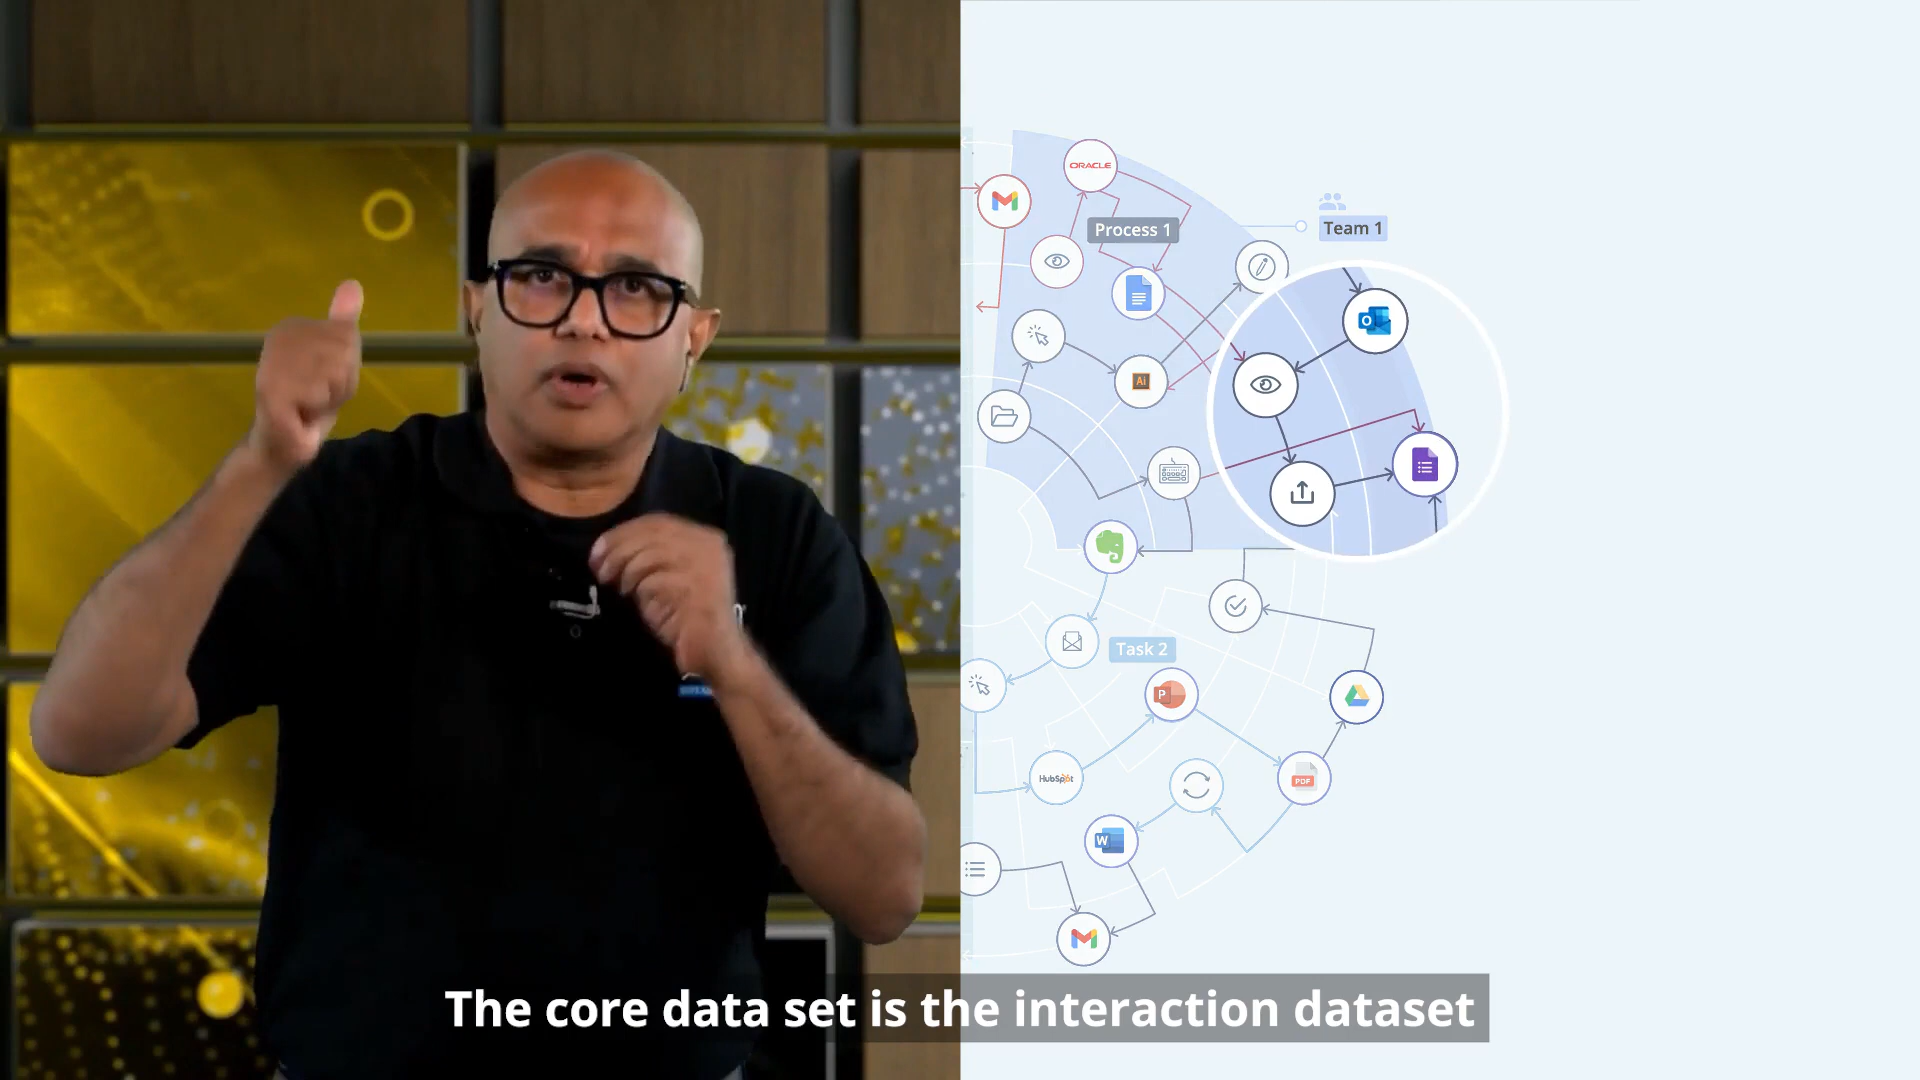 ORACLE
Process 1
Team 1
O
Ai
Task 2
P
HubSpot
PDF
W
The core data set is the interaction dataset